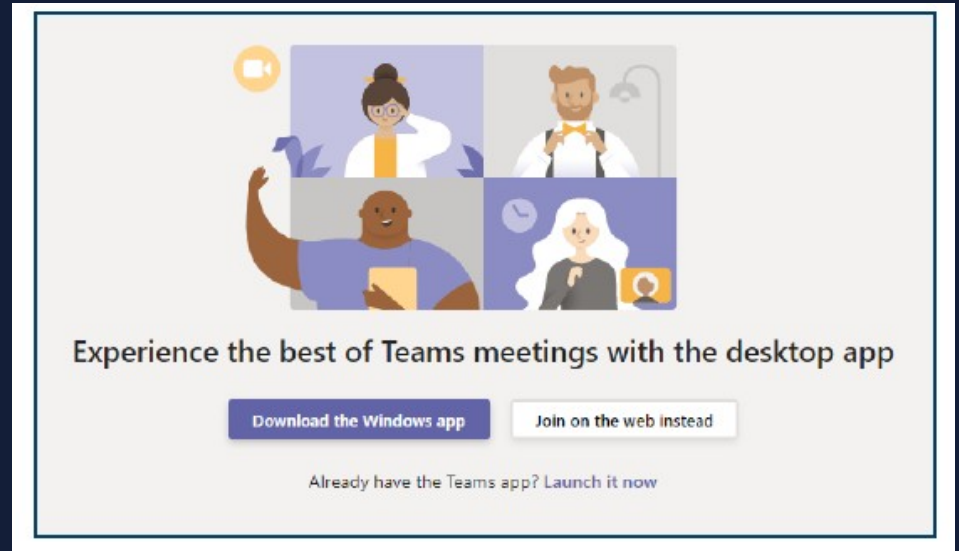 Experience the best of Teams meetings with the desktop app
Download the Windows app
Join on the web instead
Already have the Teams app? Launch it now